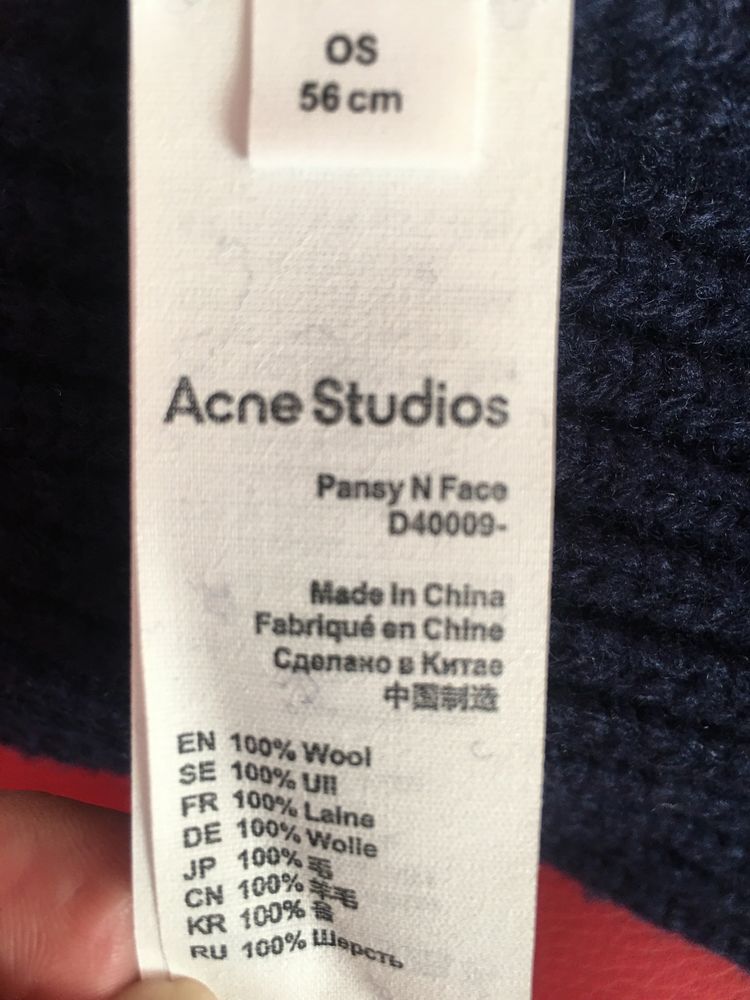 OS
56 cm
Acne Studios
Pansy N Face
D40009-
Made in China
Fabriqué en Chine
Сделано в Китае
中国制造
EN 100% Wool
SE 100% Ull
FR 100% Laine
DE 100% Wolle
JP 100% 毛
CN 100% 羊毛
KR 100%
RU 100% Шерсть